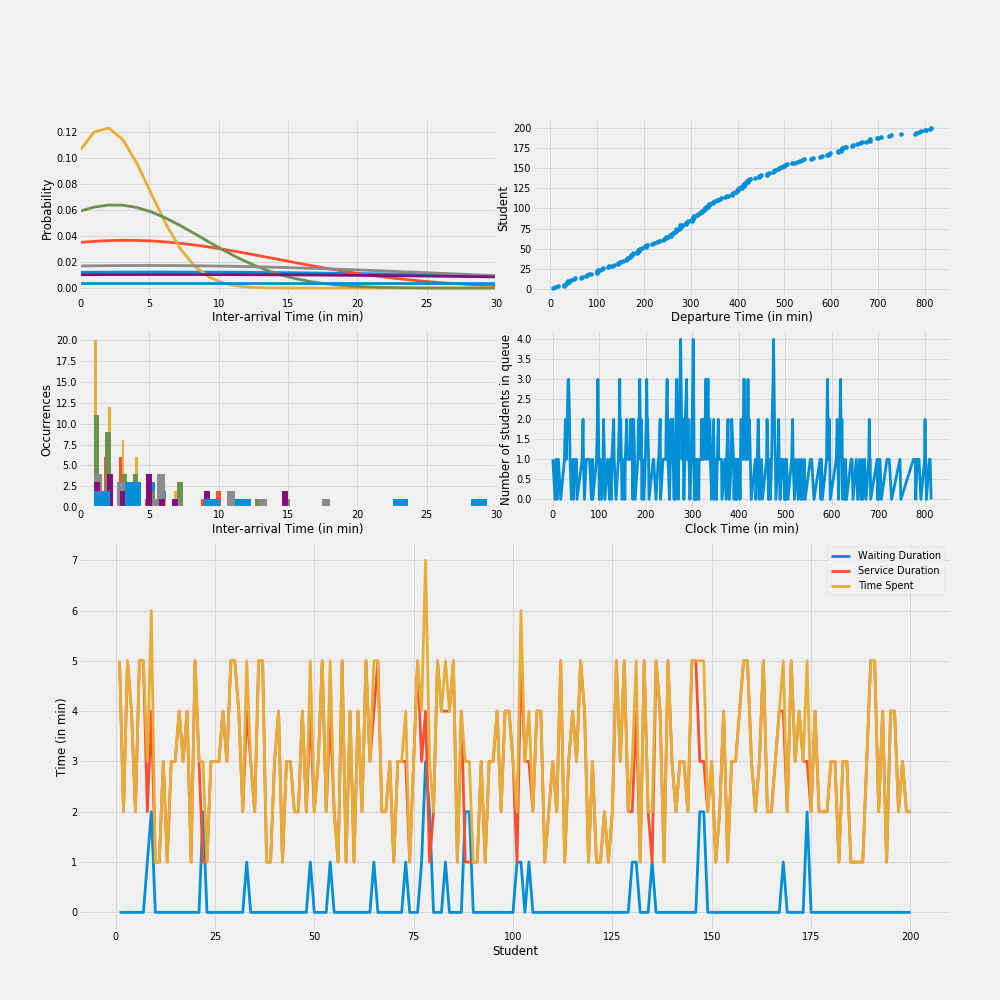 0.12
0.10
0.08
0.06
0.04
0.02
0.00
Probability
0 5 10 15 20 25 30
Inter-arrival Time (in min)
200
175
150
125
100
75
50
25
0
Student
0 100 200 300 400 500 600 700 800
Departure Time (in min)
20.0
17.5
15.0
12.5
10.0
7.5
5.0
2.5
0.0
Occurrences
0 5 10 15 20 25 30
Inter-arrival Time (in min)
4.0
3.5
3.0
2.5
2.0
1.5
1.0
0.5
0.0
Number of students in queue
0 100 200 300 400 500 600 700 800
Clock Time (in min)
7
6
5
4
3
2
1
0
Time (in min)
Waiting Duration
Service Duration
Time Spent
0 25 50 75 100 125 150 175 200
Student